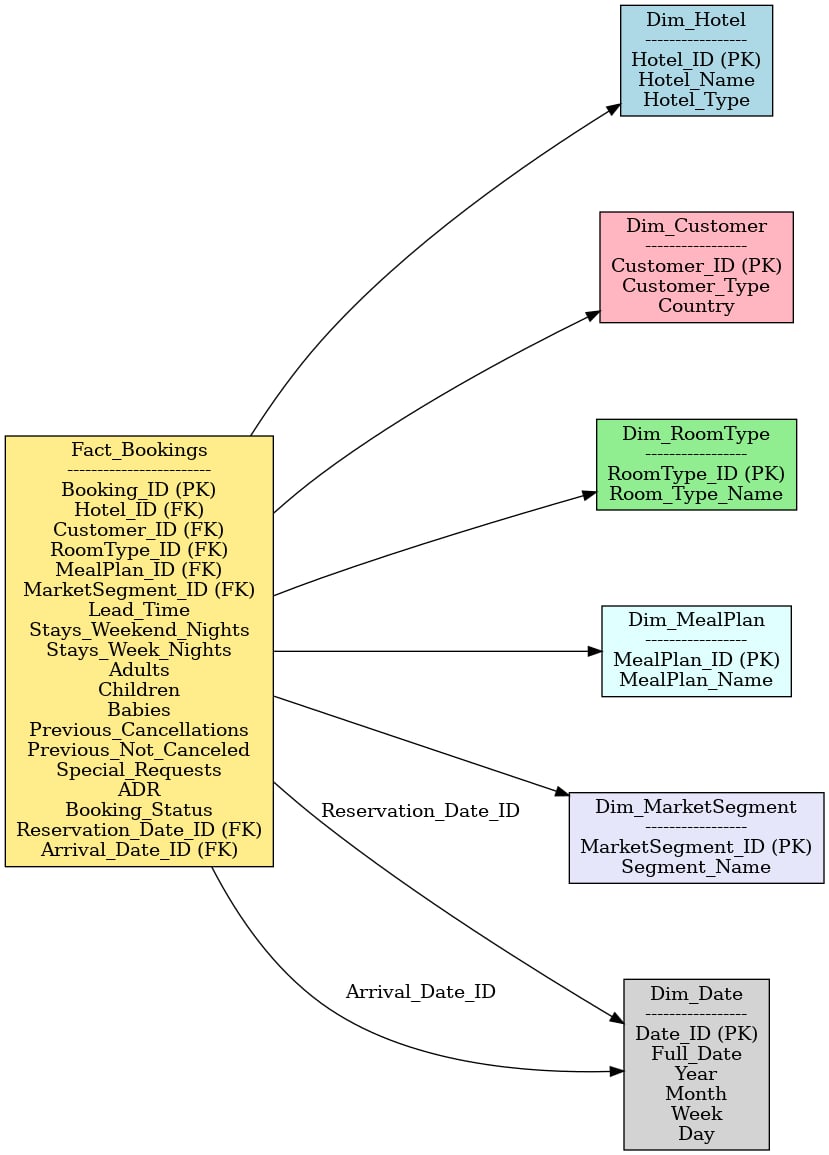 Dim_Hotel
-----------------
Hotel_ID (PK)
Hotel_Name
Hotel_Type
Dim_Customer
-----------------
Customer_ID (PK)
Customer_Type
Country
Fact_Bookings
------------------------
Booking_ID (PK)
Hotel_ID (FK)
Customer_ID (FK)
RoomType_ID (FK)
MealPlan_ID (FK)
MarketSegment_ID (FK)
Lead_Time
Stays_Weekend_Nights
Stays_Week_Nights
Adults
Children
Babies
Previous_Cancellations
Previous_Not_Canceled
Special_Requests
ADR
Booking_Status
Reservation_Date_ID (FK)
Arrival_Date_ID (FK)
Dim_RoomType
-----------------
RoomType_ID (PK)
Room_Type_Name
Dim_MealPlan
-----------------
MealPlan_ID (PK)
MealPlan_Name
Dim_MarketSegment
-----------------
MarketSegment_ID (PK)
Segment_Name
Reservation_Date_ID
Arrival_Date_ID
Dim_Date
-----------------
Date_ID (PK)
Full_Date
Year
Month
Week
Day